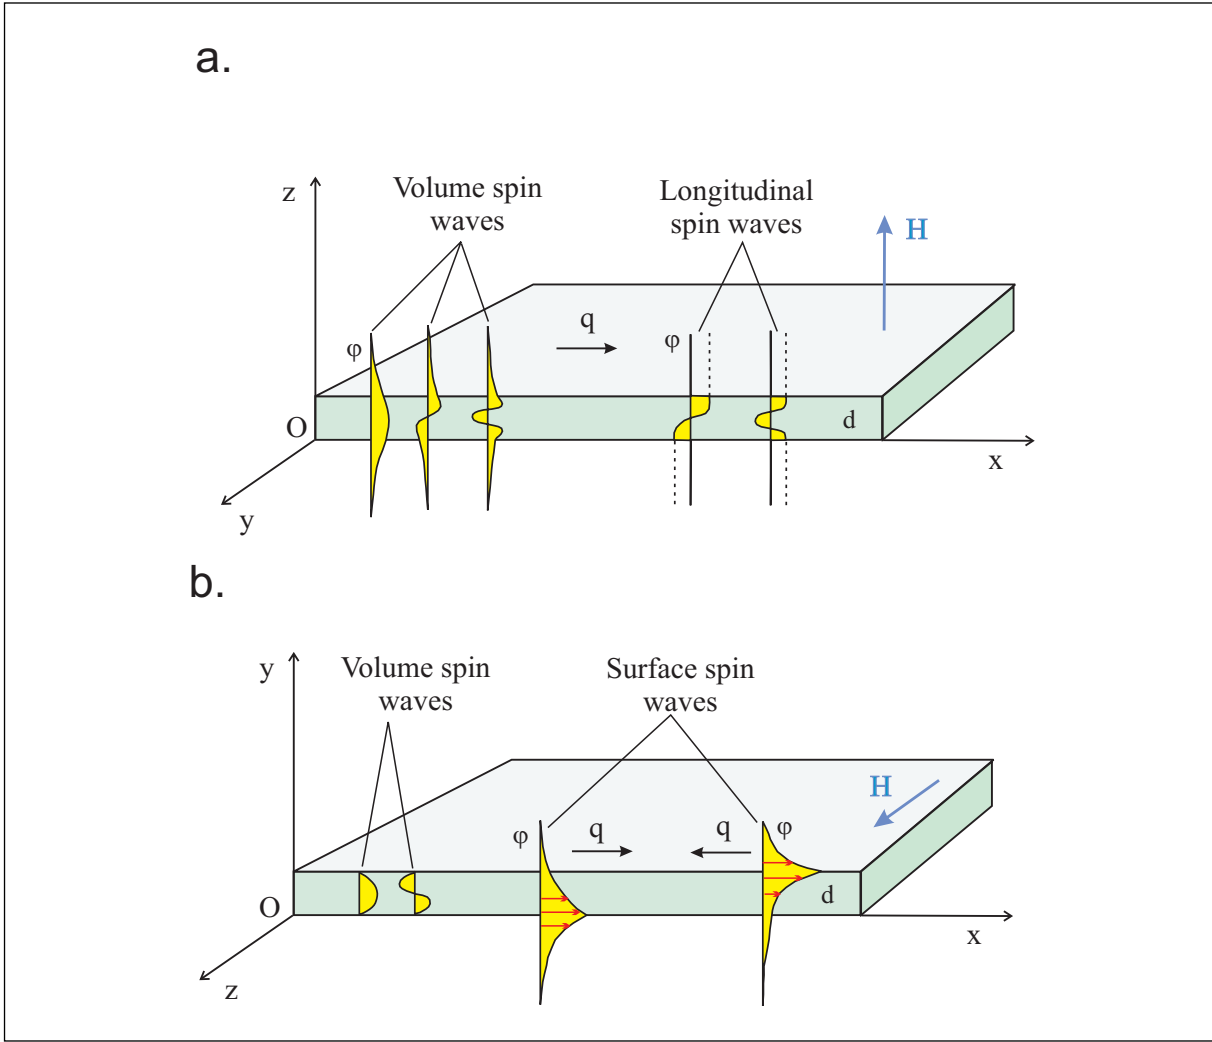 a.
z
Volume spin
waves
Longitudinal
spin waves
H
q
φ
φ
O
d
x
y
b.
y
Volume spin
waves
Surface spin
waves
H
φ
q
q
φ
d
O
x
z